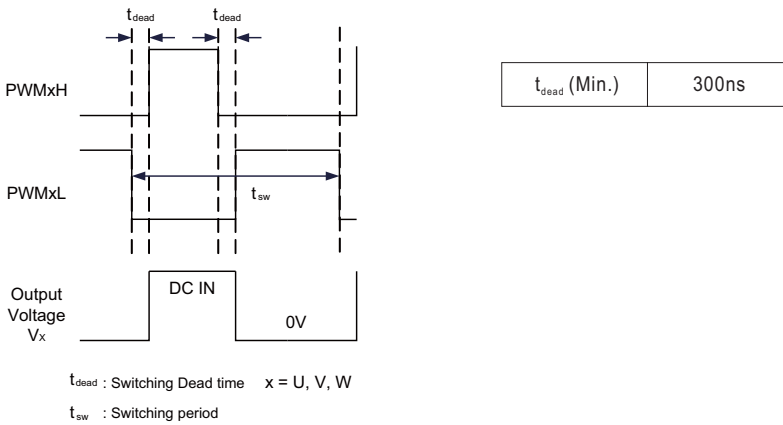 tdead tdead
PWMxH
PWMxL
tsw
Output
Voltage
Vx
DC IN
0V
tdead : Switching Dead time x = U, V, W
tsw : Switching period
tdead (Min.) 300ns